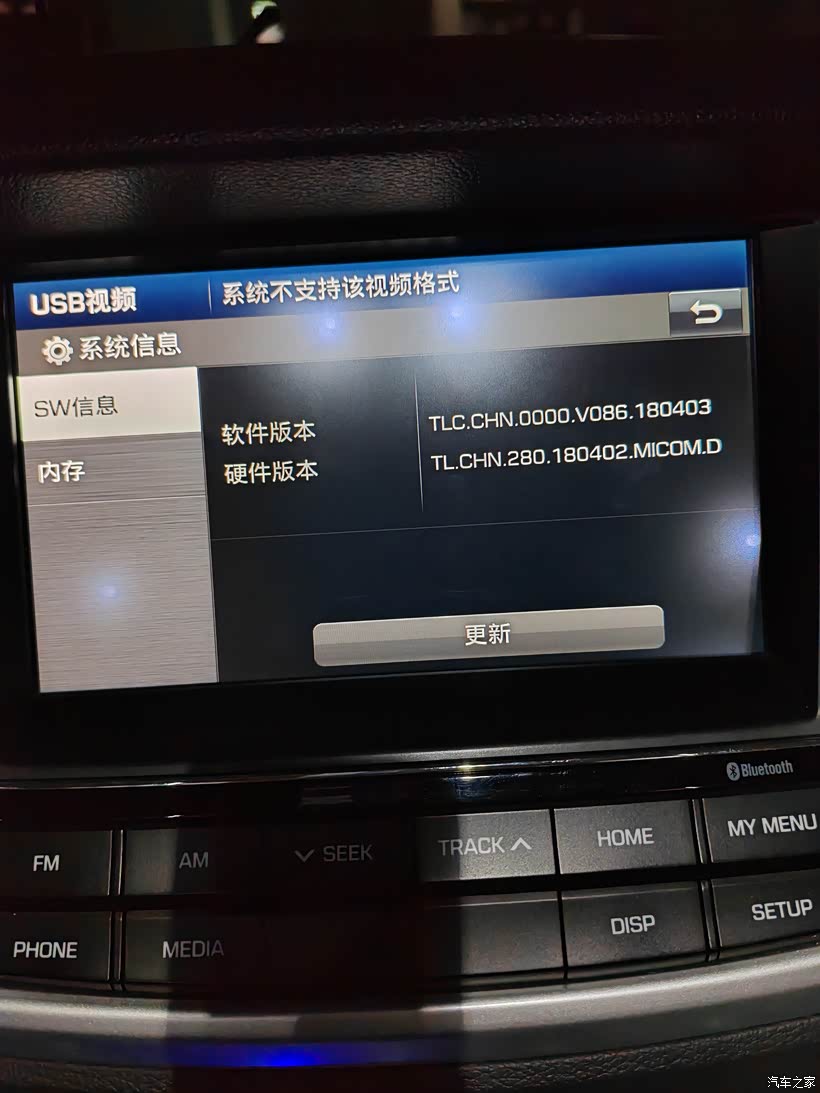 USB视频
系统不支持该视频格式
系统信息
SW信息
内存
软件版本 TLC.CHN.0000.V086.180403
硬件版本 TL.CHN.280.180402.MICOM.D
更新
Bluetooth
FM AM SEEK TRACK HOME MY MENU
PHONE MEDIA DISP SETUP
汽车之家